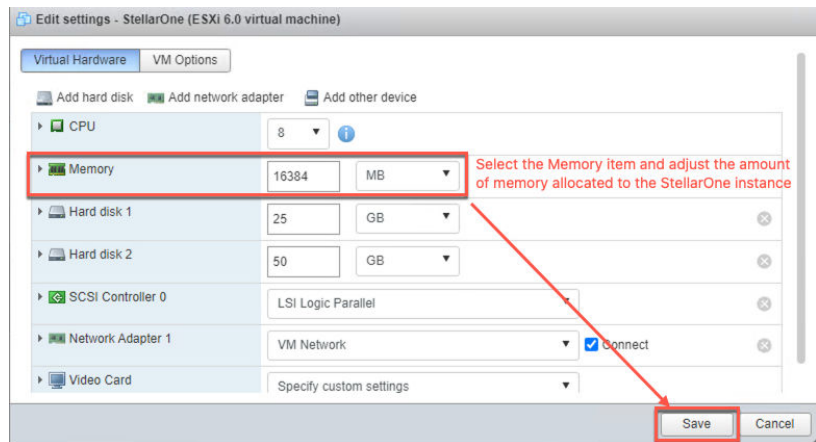 Edit settings - StellarOne (ESXi 6.0 virtual machine)
Virtual Hardware VM Options
Add hard disk Add network adapter Add other device
CPU 8
Memory 16384 MB
Select the Memory item and adjust the amount
of memory allocated to the StellarOne instance
Hard disk 1 25 GB
Hard disk 2 50 GB
SCSI Controller 0 LSI Logic Parallel
Network Adapter 1 VM Network Connect
Video Card Specify custom settings
Save Cancel